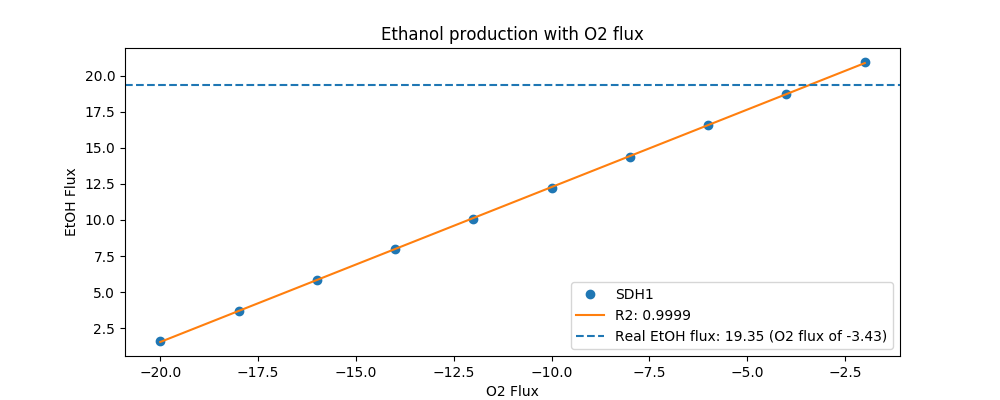 Ethanol production with O2 flux
EtOH Flux
20.0
17.5
15.0
12.5
10.0
7.5
5.0
2.5
SDH1
R2: 0.9999
Real EtOH flux: 19.35 (O2 flux of -3.43)
−20.0 −17.5 −15.0 −12.5 −10.0 −7.5 −5.0 −2.5
O2 Flux